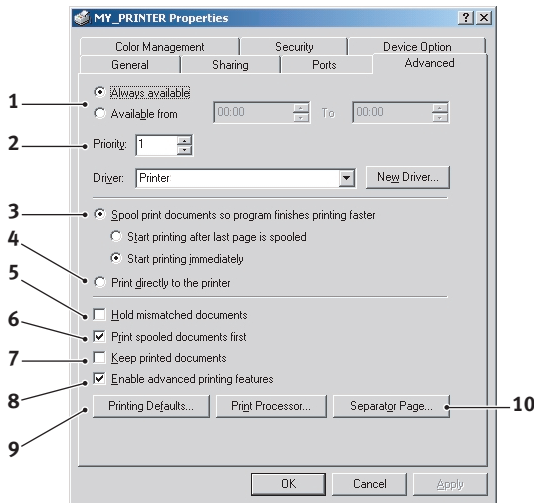 MY_PRINTER Properties
Color Management Security Device Option
General Sharing Ports Advanced
1 Always available
Available from 00:00 To 00:00
2 Priority: 1
Driver: Printer New Driver...
3 Spool print documents so program finishes printing faster
Start printing after last page is spooled
4 Start printing immediately
Print directly to the printer
5 Hold mismatched documents
6 Print spooled documents first
7 Keep printed documents
8 Enable advanced printing features
9 Printing Defaults... Print Processor... Separator Page... 10
OK Cancel Apply